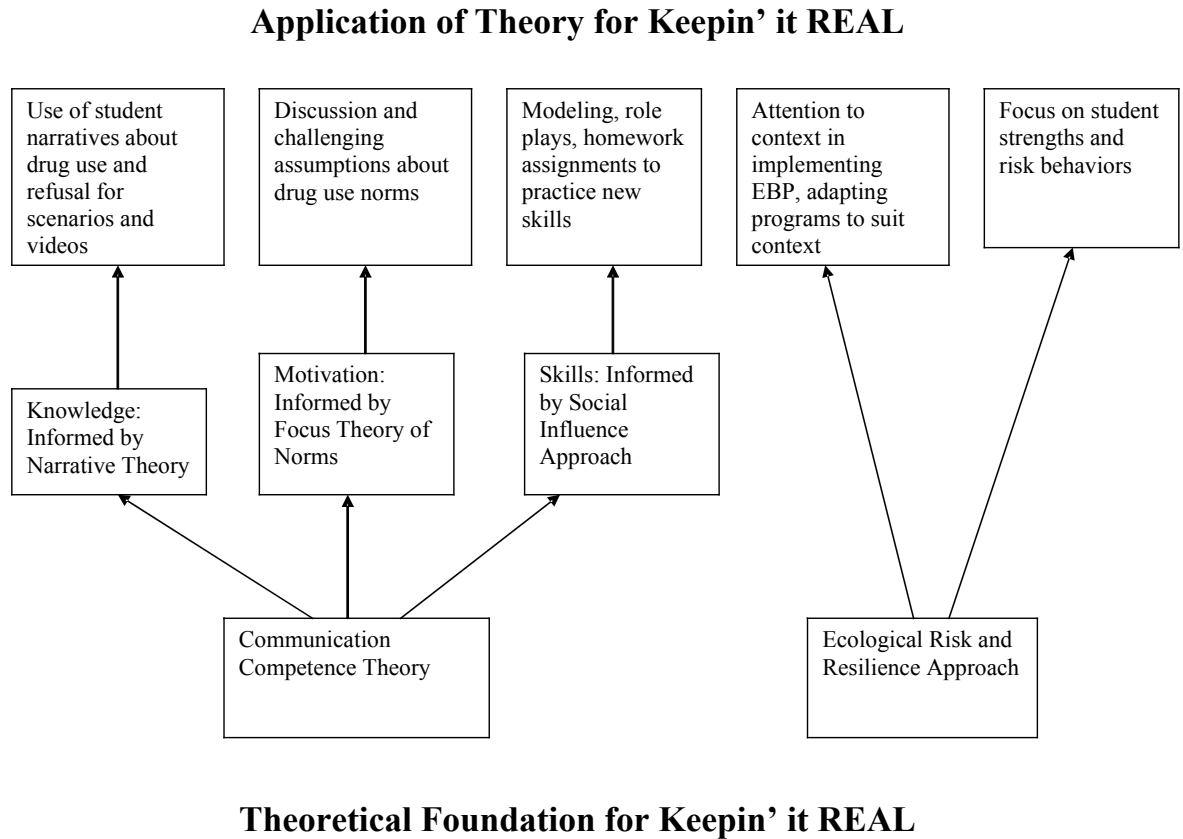 Application of Theory for Keepin’ it REAL
Use of student
narratives about
drug use and
refusal for
scenarios and
videos
Discussion and
challenging
assumptions about
drug use norms
Modeling, role
plays, homework
assignments to
practice new
skills
Attention to
context in
implementing
EBP, adapting
programs to suit
context
Focus on student
strengths and
risk behaviors
Knowledge:
Informed by
Narrative Theory
Motivation:
Informed by
Focus Theory of
Norms
Skills: Informed
by Social
Influence
Approach
Communication
Competence Theory
Ecological Risk and
Resilience Approach
Theoretical Foundation for Keepin’ it REAL